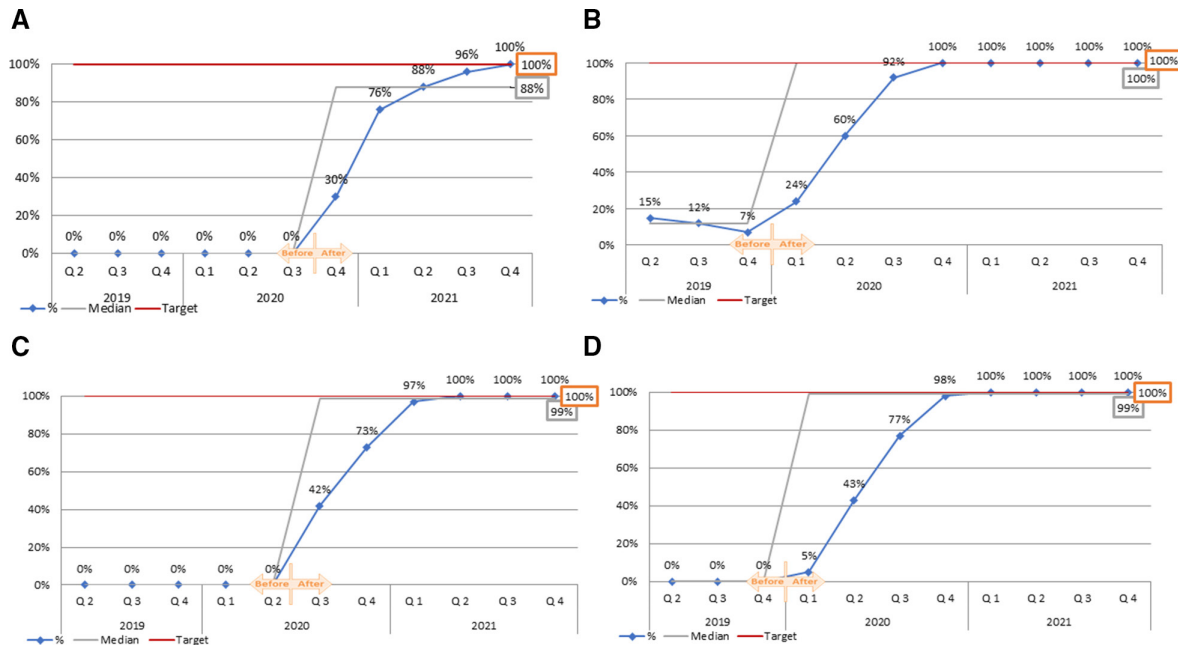 A
100%
96%
100%
100%
88%
88%
76%
80%
60%
40%
30%
20%
0% 0% 0% 0% 0% 0%
0%
Before After
Q 2 Q 3 Q 4 Q 1 Q 2 Q 3 Q 4 Q 1 Q 2 Q 3 Q 4
2019 2020 2021
% Median Target
B
100% 100% 100% 100% 100%
100%
92%
100%
100%
80%
60%
60%
40%
24%
20%
15% 12% 7%
0%
Before After
Q 2 Q 3 Q 4 Q 1 Q 2 Q 3 Q 4 Q 1 Q 2 Q 3 Q 4
2019 2020 2021
% Median Target
C
97% 100% 100% 100%
100%
100%
99%
80%
73%
60%
42%
40%
20%
0% 0% 0% 0% 0%
0%
Before After
Q 2 Q 3 Q 4 Q 1 Q 2 Q 3 Q 4 Q 1 Q 2 Q 3 Q 4
2019 2020 2021
% Median Target
D
98% 100% 100% 100% 100%
100%
100%
99%
80%
77%
60%
43%
40%
20%
0% 0% 0% 5%
0%
Before After
Q 2 Q 3 Q 4 Q 1 Q 2 Q 3 Q 4 Q 1 Q 2 Q 3 Q 4
2019 2020 2021
% Median Target